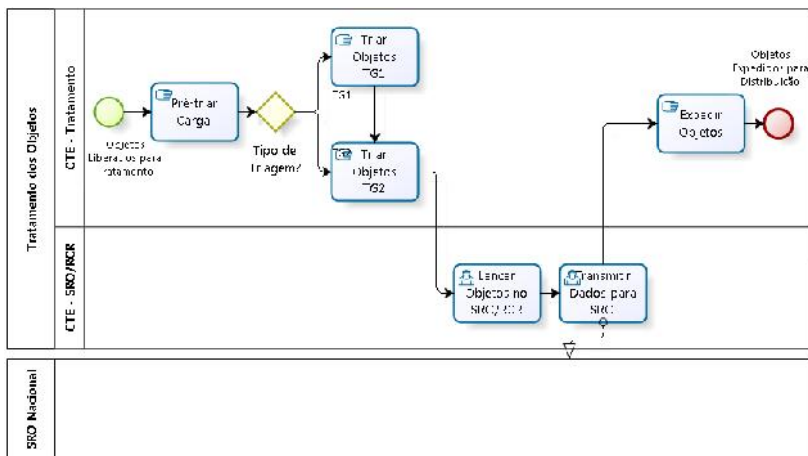 Tratamento dos Objetos
CTE - Tratamento
CTE - SRO/RCR
SRO Nacional
Objetos
Liberados para
Tratamento
Pré-triar
Carga
Tipo de
Triagem?
Triar
Objetos
TG1
TG1
Triar
Objetos
TG2
Lançar
Objetos no
SRO/RCR
Transmitir
Dados para
SRO
Expedir
Objetos
Objetos
Expedidos para
Distribuição